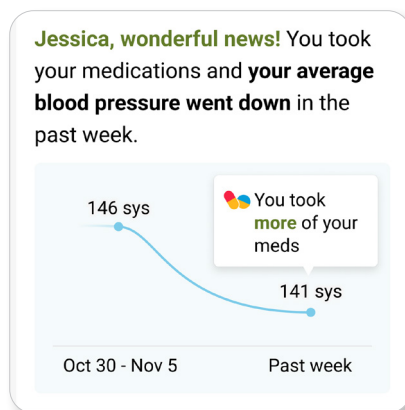 Jessica, wonderful news! You took
your medications and your average
blood pressure went down in the
past week.
146 sys
You took
more of your
meds
141 sys
Oct 30 - Nov 5
Past week